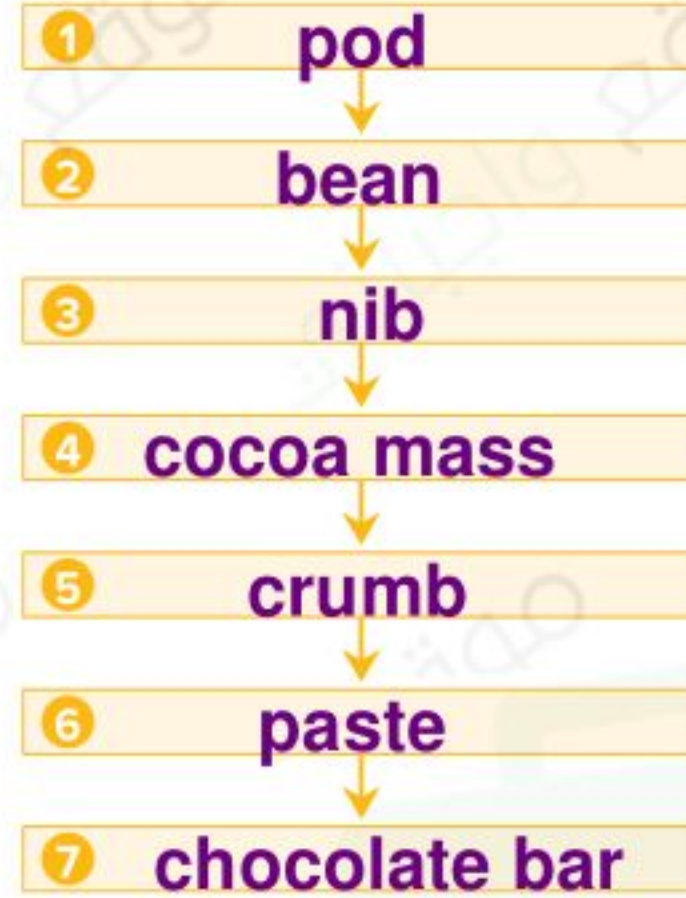 1 pod
2 bean
3 nib
4 cocoa mass
5 crumb
6 paste
7 chocolate bar